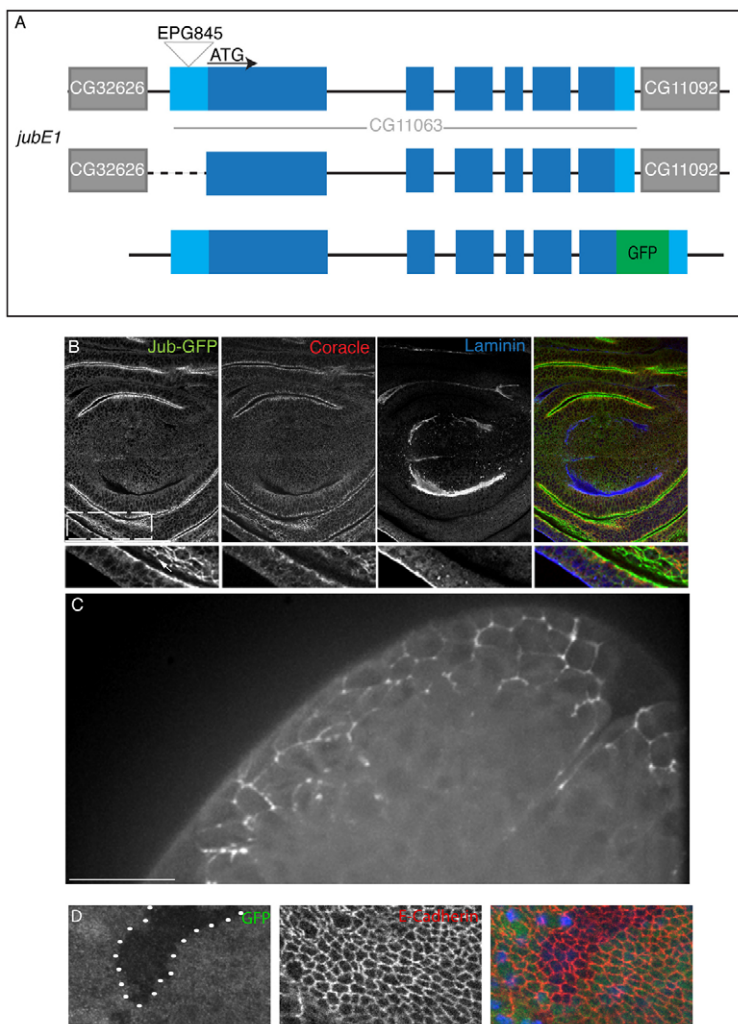 A
EPG845
ATG
CG32626
CG11092
CG11063
jubE1
CG32626
CG11092
GFP
B
Jub-GFP
Coracle
Laminin
C
D
GFP
E-Cadherin